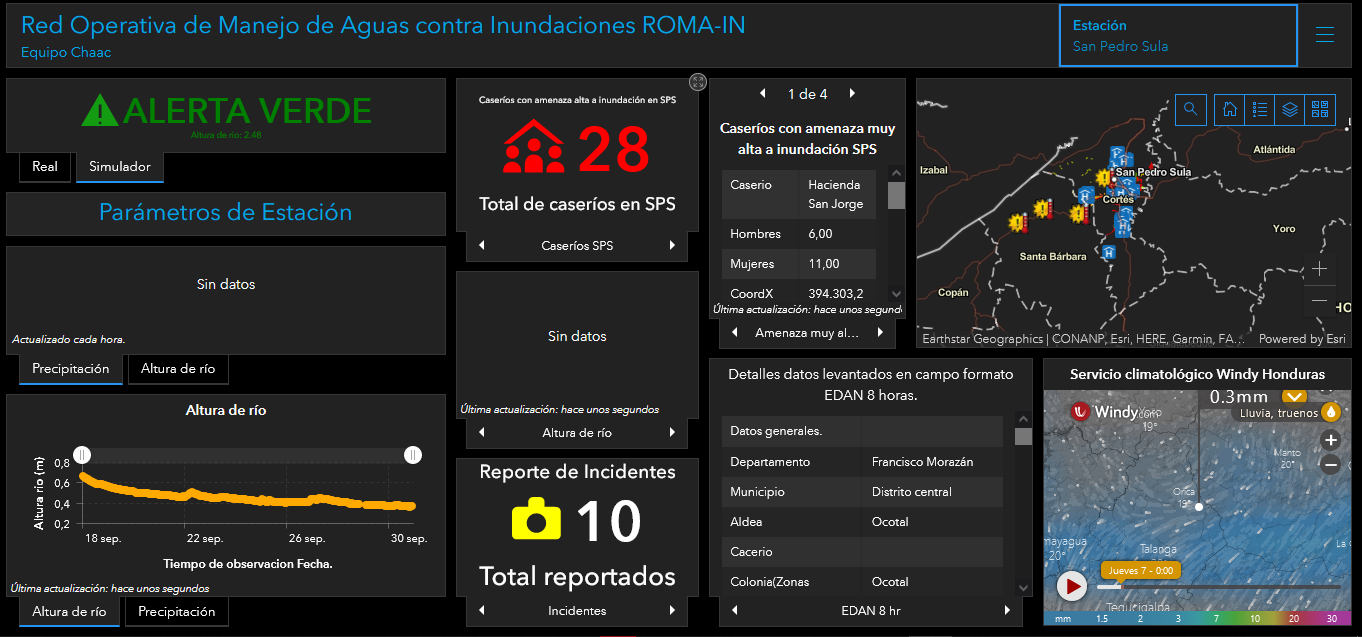 Red Operativa de Manejo de Aguas contra Inundaciones ROMA-IN
Equipo Chaac
Estación
San Pedro Sula
ALERTA VERDE
Altura de río: 2,48
Real
Simulador
Parámetros de Estación
Sin datos
Actualizado cada hora.
Precipitación
Altura de río
Altura de río
Altura rio (m)
0,8
0,6
0,4
0,2
18 sep.
22 sep.
26 sep.
30 sep.
Tiempo de observacion Fecha.
Última actualización: hace unos segundos
Altura de río
Precipitación
Caseríos con amenaza alta a inundación en SPS
28
Total de caseríos en SPS
Caseríos SPS
Sin datos
Última actualización: hace unos segundos
Altura de río
Reporte de Incidentes
10
Total reportados
Incidentes
1 de 4
Caseríos con amenaza muy
alta a inundación SPS
Caserio Hacienda
San Jorge
Hombres 6,00
Mujeres 11,00
CoordX 394.303,2
Última actualización: hace unos segund
Amenaza muy al...
Izabal
Atlántida
San Pedro Sula
Cortés
Yoro
Santa Bárbara
Copán
HO
Earthstar Geographics | CONANP, Esri, HERE, Garmin, FA... Powered by Esri
Detalles datos levantados en campo formato
EDAN 8 horas.
Datos generales.
Departamento Francisco Morazán
Municipio Distrito central
Aldea Ocotal
Cacerio
Colonia(Zonas Ocotal
EDAN 8 hr
Servicio climatológico Windy Honduras
0.3mm
Windy.com
Yoro
19°
Lluvia, truenos
Manto
20°
Orica
19°
mayagua
20°
Talanga
20°
La
Jueves 7 - 0:00
Tegucigalpa
mm 1.5 2 3 7 10 20 30